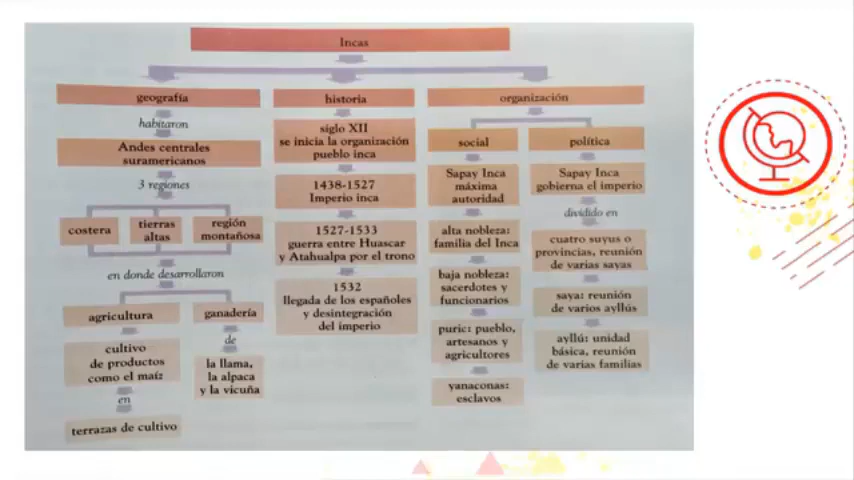 Incas
geografía
habitaron
Andes centrales
suramericanos
3 regiones
costera
tierras
altas
región
montañosa
en donde desarrollaron
agricultura
cultivo
de productos
como el maíz
en
terrazas de cultivo
ganadería
de
la llama,
la alpaca
y la vicuña
historia
siglo XII
se inicia la organización
pueblo inca
1438-1527
Imperio inca
1527-1533
guerra entre Huascar
y Atahualpa por el trono
1532
llegada de los españoles
y desintegración
del imperio
organización
social
Sapay Inca
máxima
autoridad
alta nobleza:
familia del Inca
baja nobleza:
sacerdotes y
funcionarios
puric: pueblo,
artesanos y
agricultores
yanaconas:
esclavos
política
Sapay Inca
gobierna el imperio
dividido en
cuatro suyus o
provincias, reunión
de varias sayas
saya: reunión
de varios ayllús
ayllú: unidad
básica, reunión
de varias familias